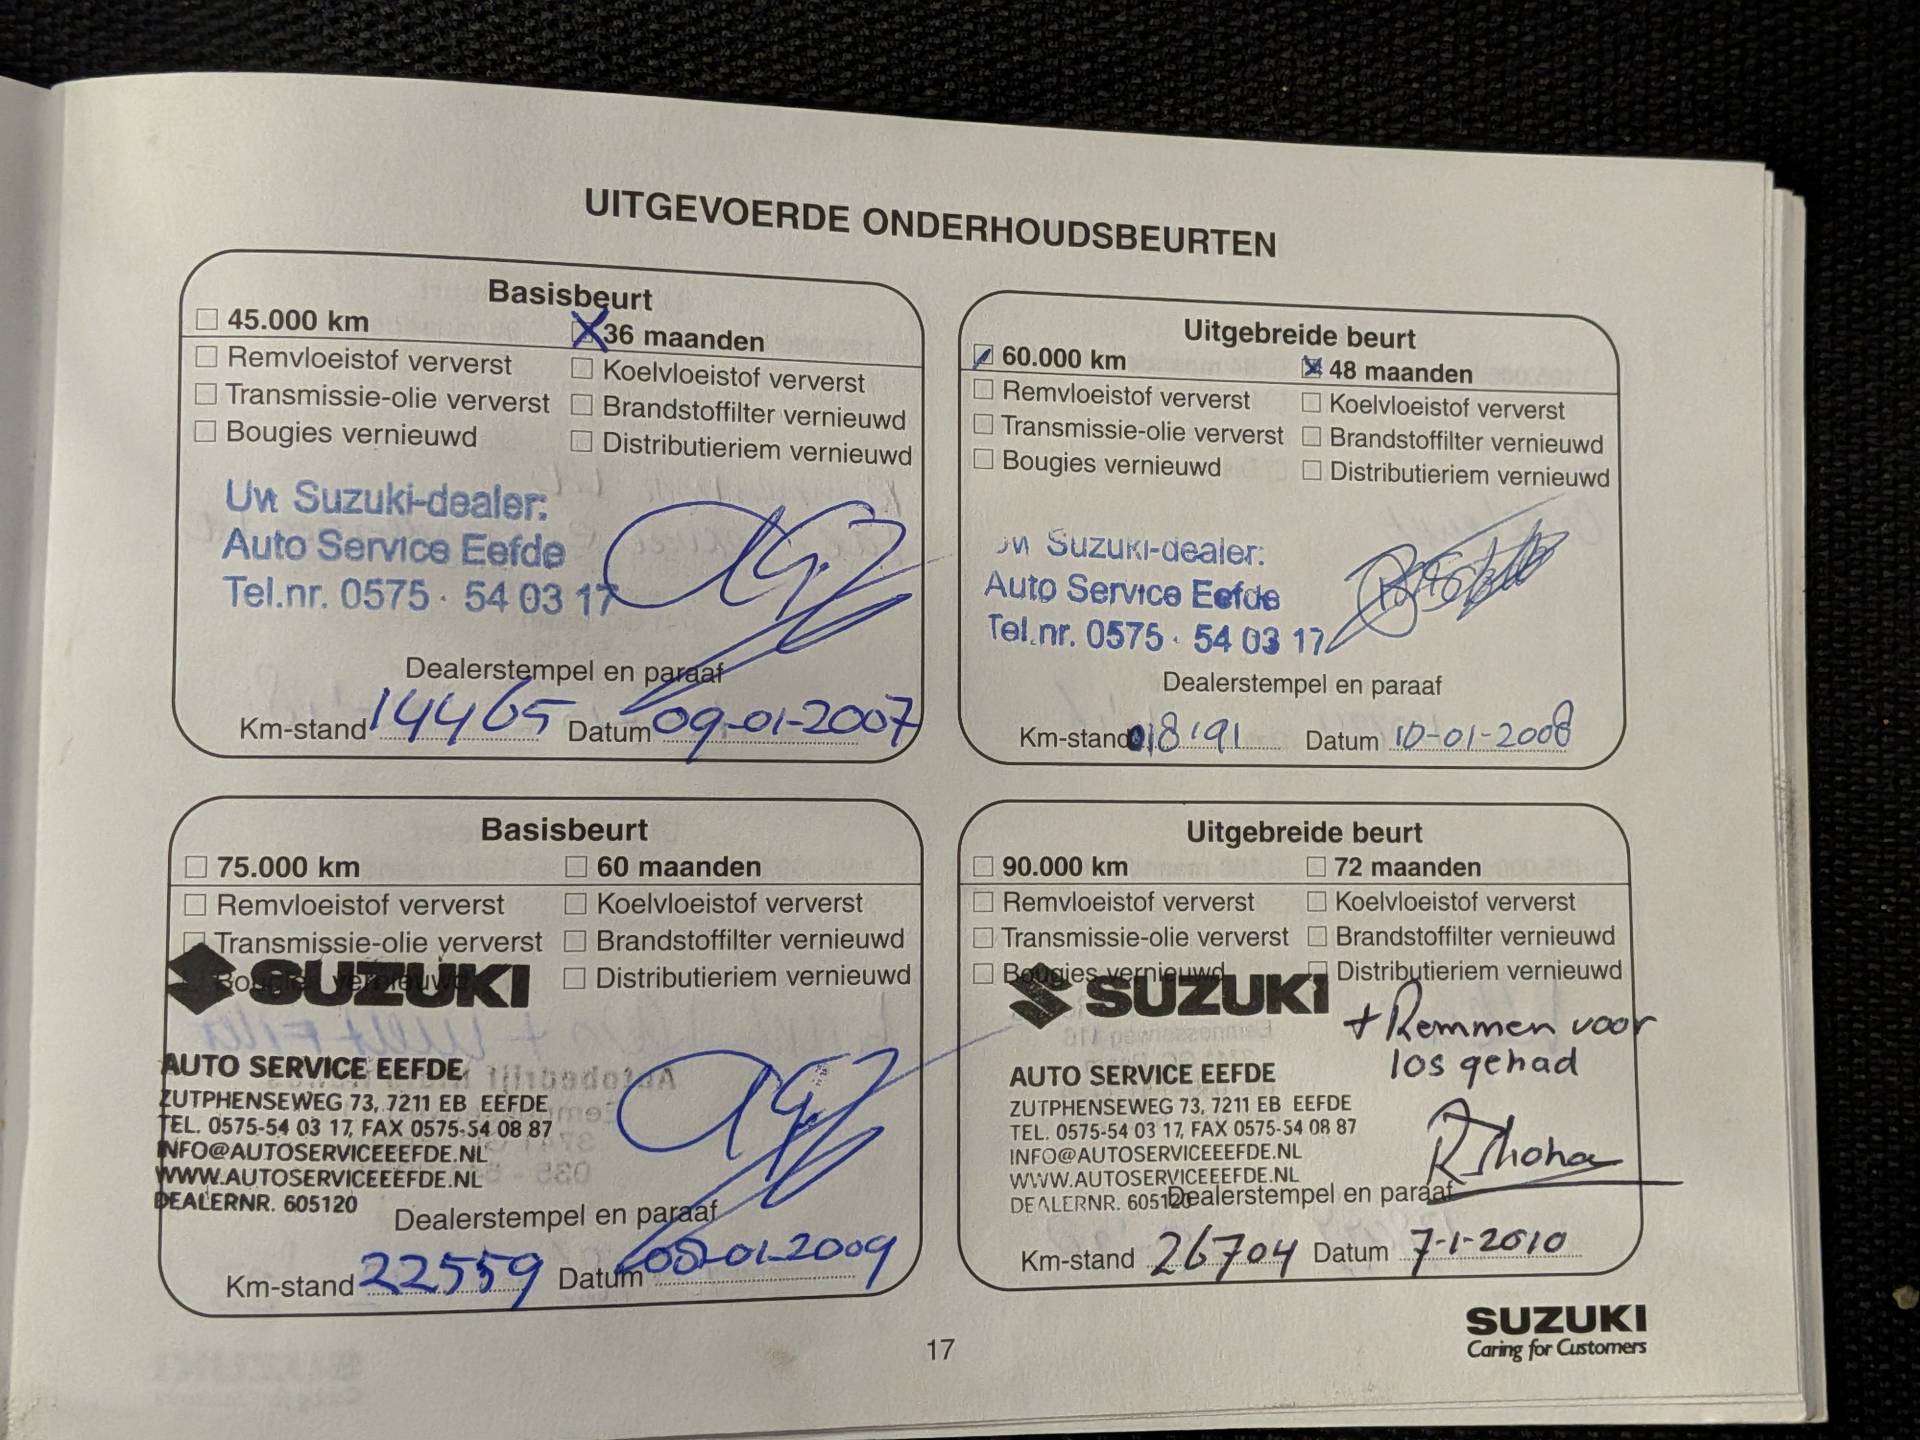 UITGEVOERDE ONDERHOUDSBEURTEN
Basisbeurt
45.000 km
36 maanden
Remvloeistof ververst
Koelvloeistof ververst
Transmissie-olie ververst
Brandstoffilter vernieuwd
Bougies vernieuwd
Distributieriem vernieuwd
Uw Suzuki-dealer:
Auto Service Eefde
Tel.nr. 0575 - 54 03 17
Dealerstempel en paraaf
Km-stand 14465 Datum 09-01-2007
Uitgebreide beurt
60.000 km
48 maanden
Remvloeistof ververst
Koelvloeistof ververst
Transmissie-olie ververst
Brandstoffilter vernieuwd
Bougies vernieuwd
Distributieriem vernieuwd
Uw Suzuki-dealer:
Auto Service Eefde
Tel.nr. 0575 - 54 03 17
Dealerstempel en paraaf
Km-stand 018191 Datum 10-01-2008
Basisbeurt
75.000 km
60 maanden
Remvloeistof ververst
Koelvloeistof ververst
Transmissie-olie ververst
Brandstoffilter vernieuwd
Bougies vernieuwd
Distributieriem vernieuwd
SUZUKI
AUTO SERVICE EEFDE
ZUTPHENSEWEG 73, 7211 EB EEFDE
TEL. 0575-54 03 17, FAX 0575-54 08 87
INFO@AUTOSERVICEEEFDE.NL
WWW.AUTOSERVICEEEFDE.NL
DEALERNR. 605120
Dealerstempel en paraaf
Km-stand 22559 Datum 08-01-2009
Uitgebreide beurt
90.000 km
72 maanden
Remvloeistof ververst
Koelvloeistof ververst
Transmissie-olie ververst
Brandstoffilter vernieuwd
Bougies vernieuwd
Distributieriem vernieuwd
SUZUKI
+ Remmen voor
los gehad
AUTO SERVICE EEFDE
ZUTPHENSEWEG 73, 7211 EB EEFDE
TEL. 0575-54 03 17, FAX 0575-54 08 87
INFO@AUTOSERVICEEEFDE.NL
WWW.AUTOSERVICEEEFDE.NL
DEALERNR. 605120
Dealerstempel en paraaf
Km-stand 26704 Datum 7-1-2010
17
SUZUKI
Caring for Customers